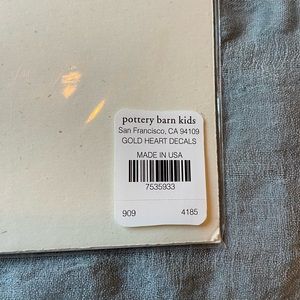 pottery barn kids
San Francisco, CA 94109
GOLD HEART DECALS
MADE IN USA
7535933
909 4185